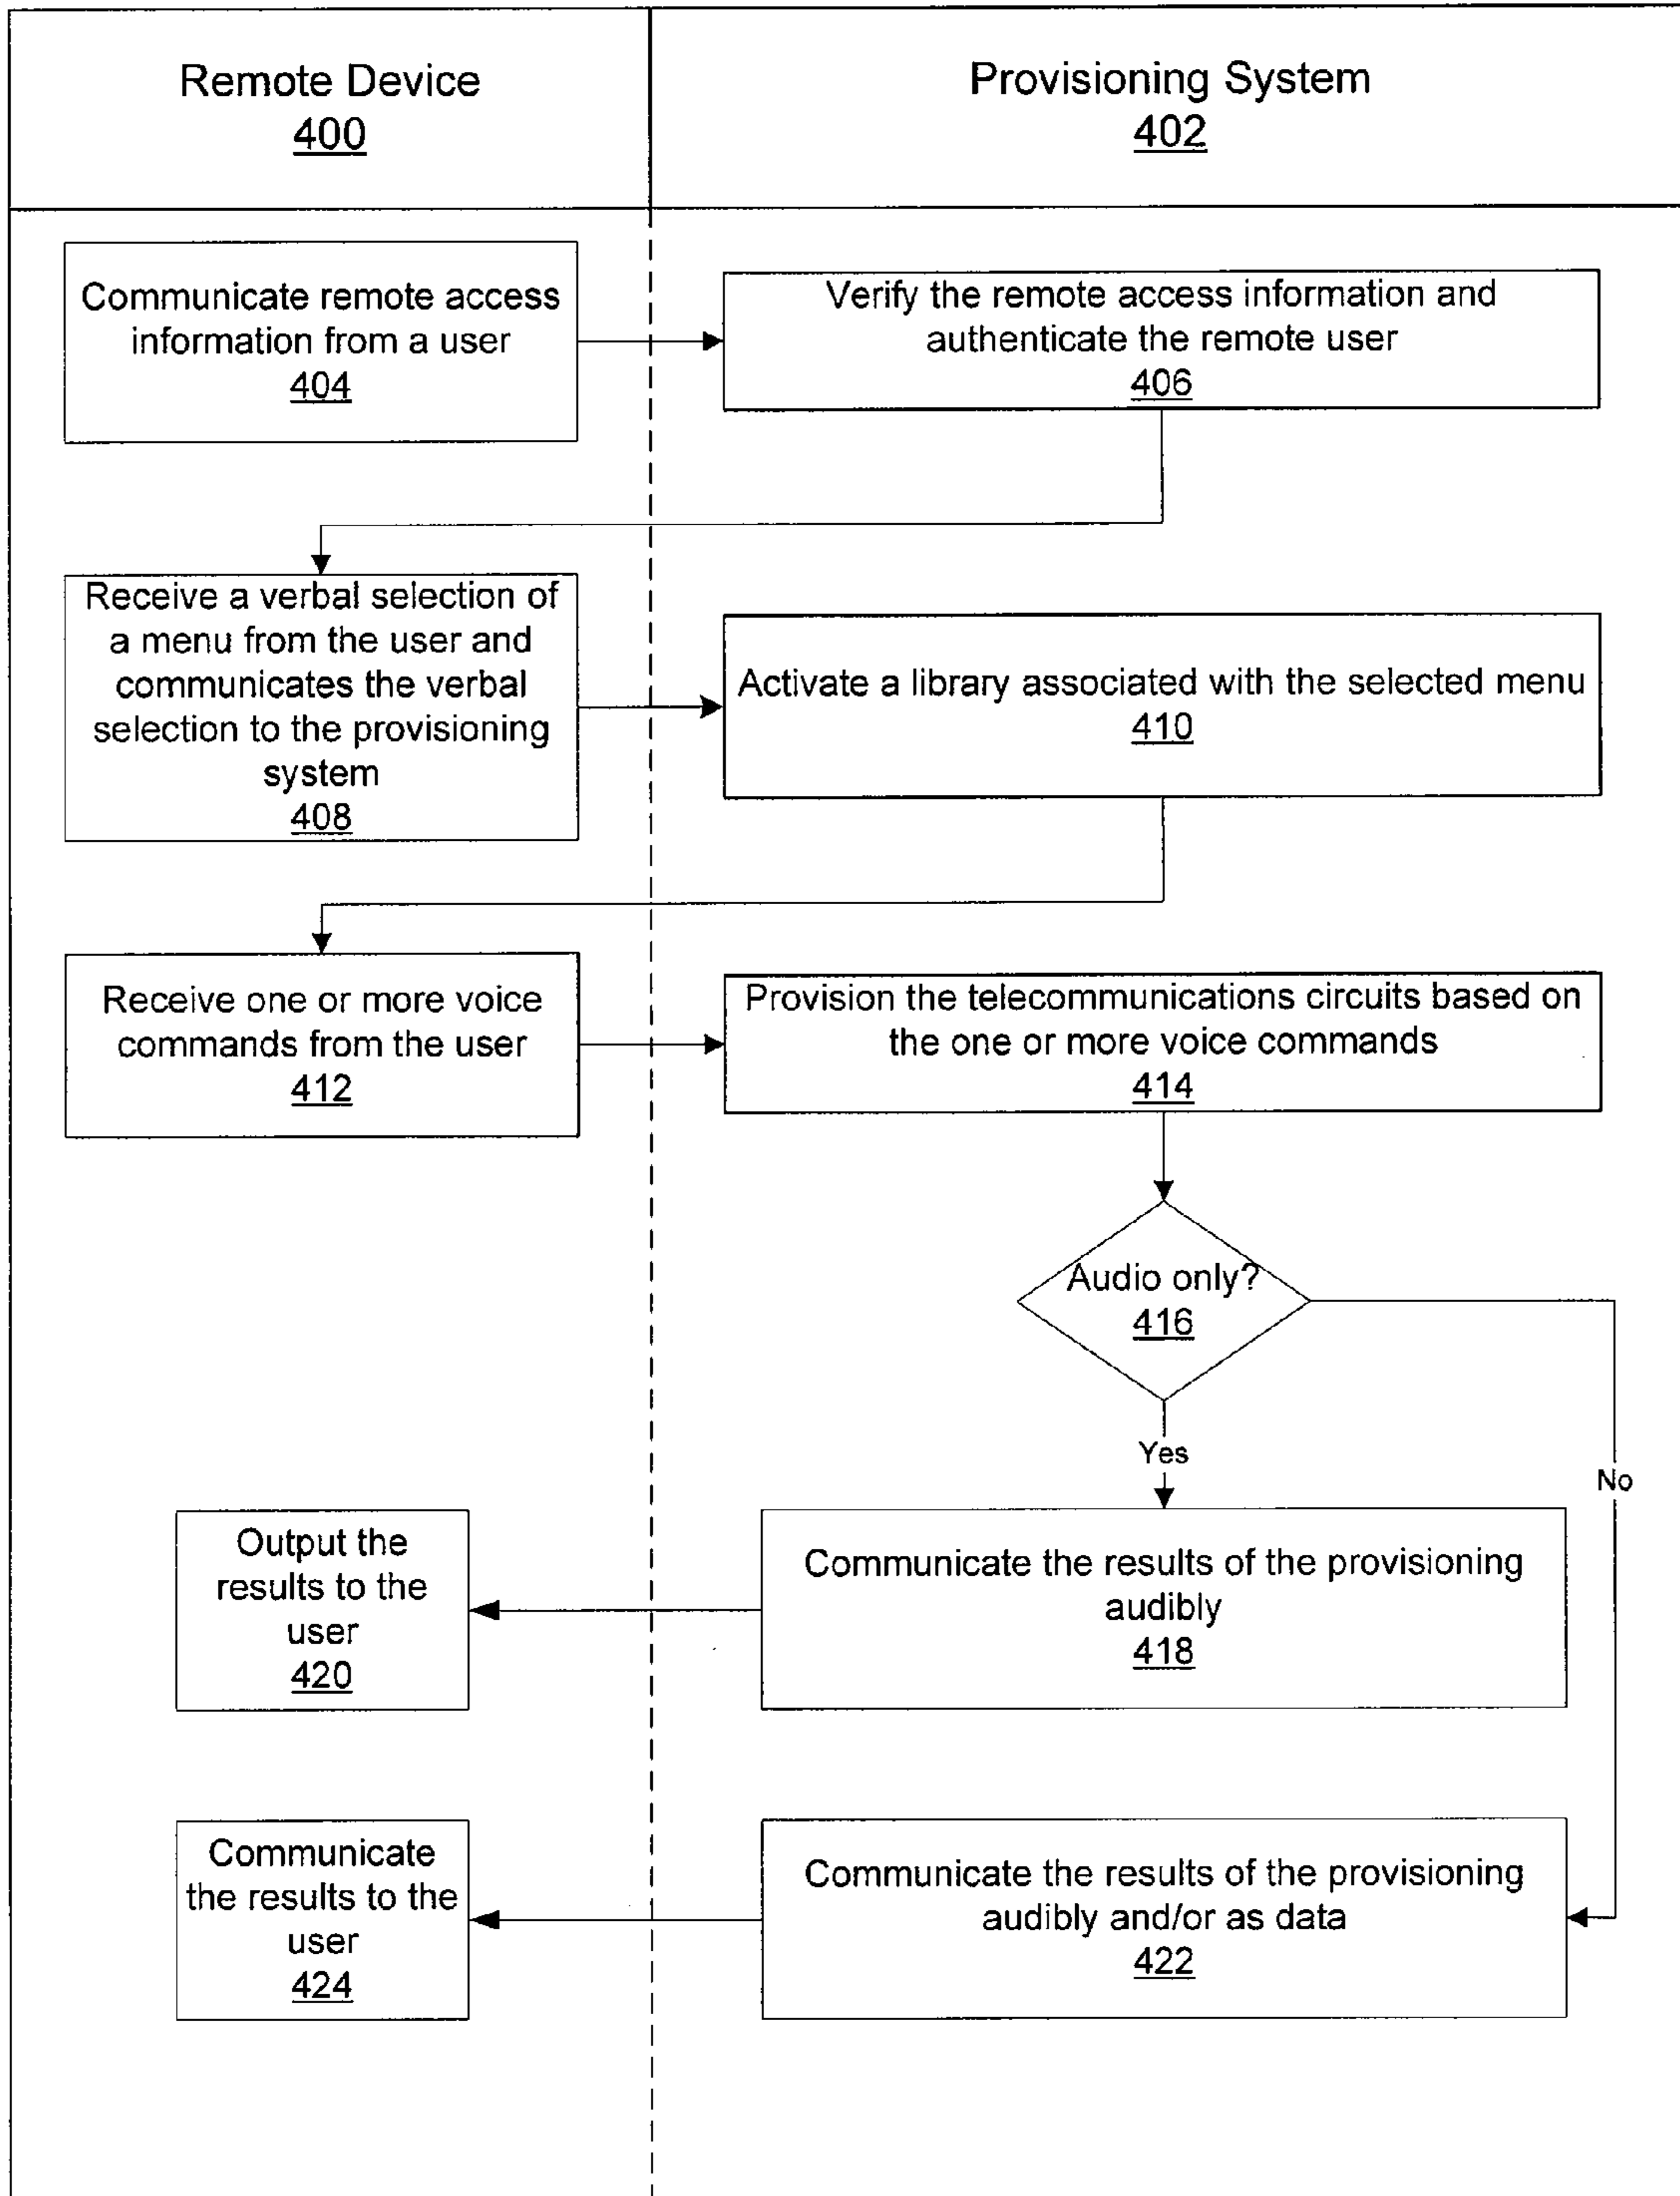 Remote Device
400
Provisioning System
402
Communicate remote access
information from a user
404
Verify the remote access information and
authenticate the remote user
406
Receive a verbal selection of
a menu from the user and
communicates the verbal
selection to the provisioning
system
408
Activate a library associated with the selected menu
410
Receive one or more voice
commands from the user
412
Provision the telecommunications circuits based on
the one or more voice commands
414
Audio only?
416
Yes
No
Communicate the results of the provisioning
audibly
418
Output the
results to the
user
420
Communicate the results of the provisioning
audibly and/or as data
422
Communicate
the results to the
user
424